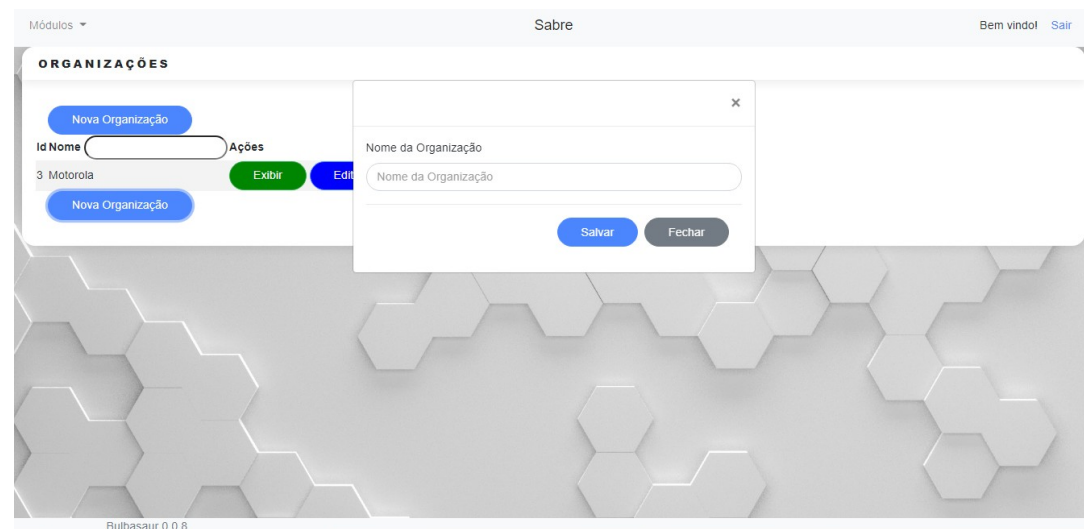 Módulos Sabre Bem vindo! Sair
ORGANIZAÇÕES
×
Nova Organização
Id Nome Ações
Nome da Organização
3 Motorola Exibir Edit
Nome da Organização
Nova Organização
Salvar Fechar
Bulbasaur 0.0.8